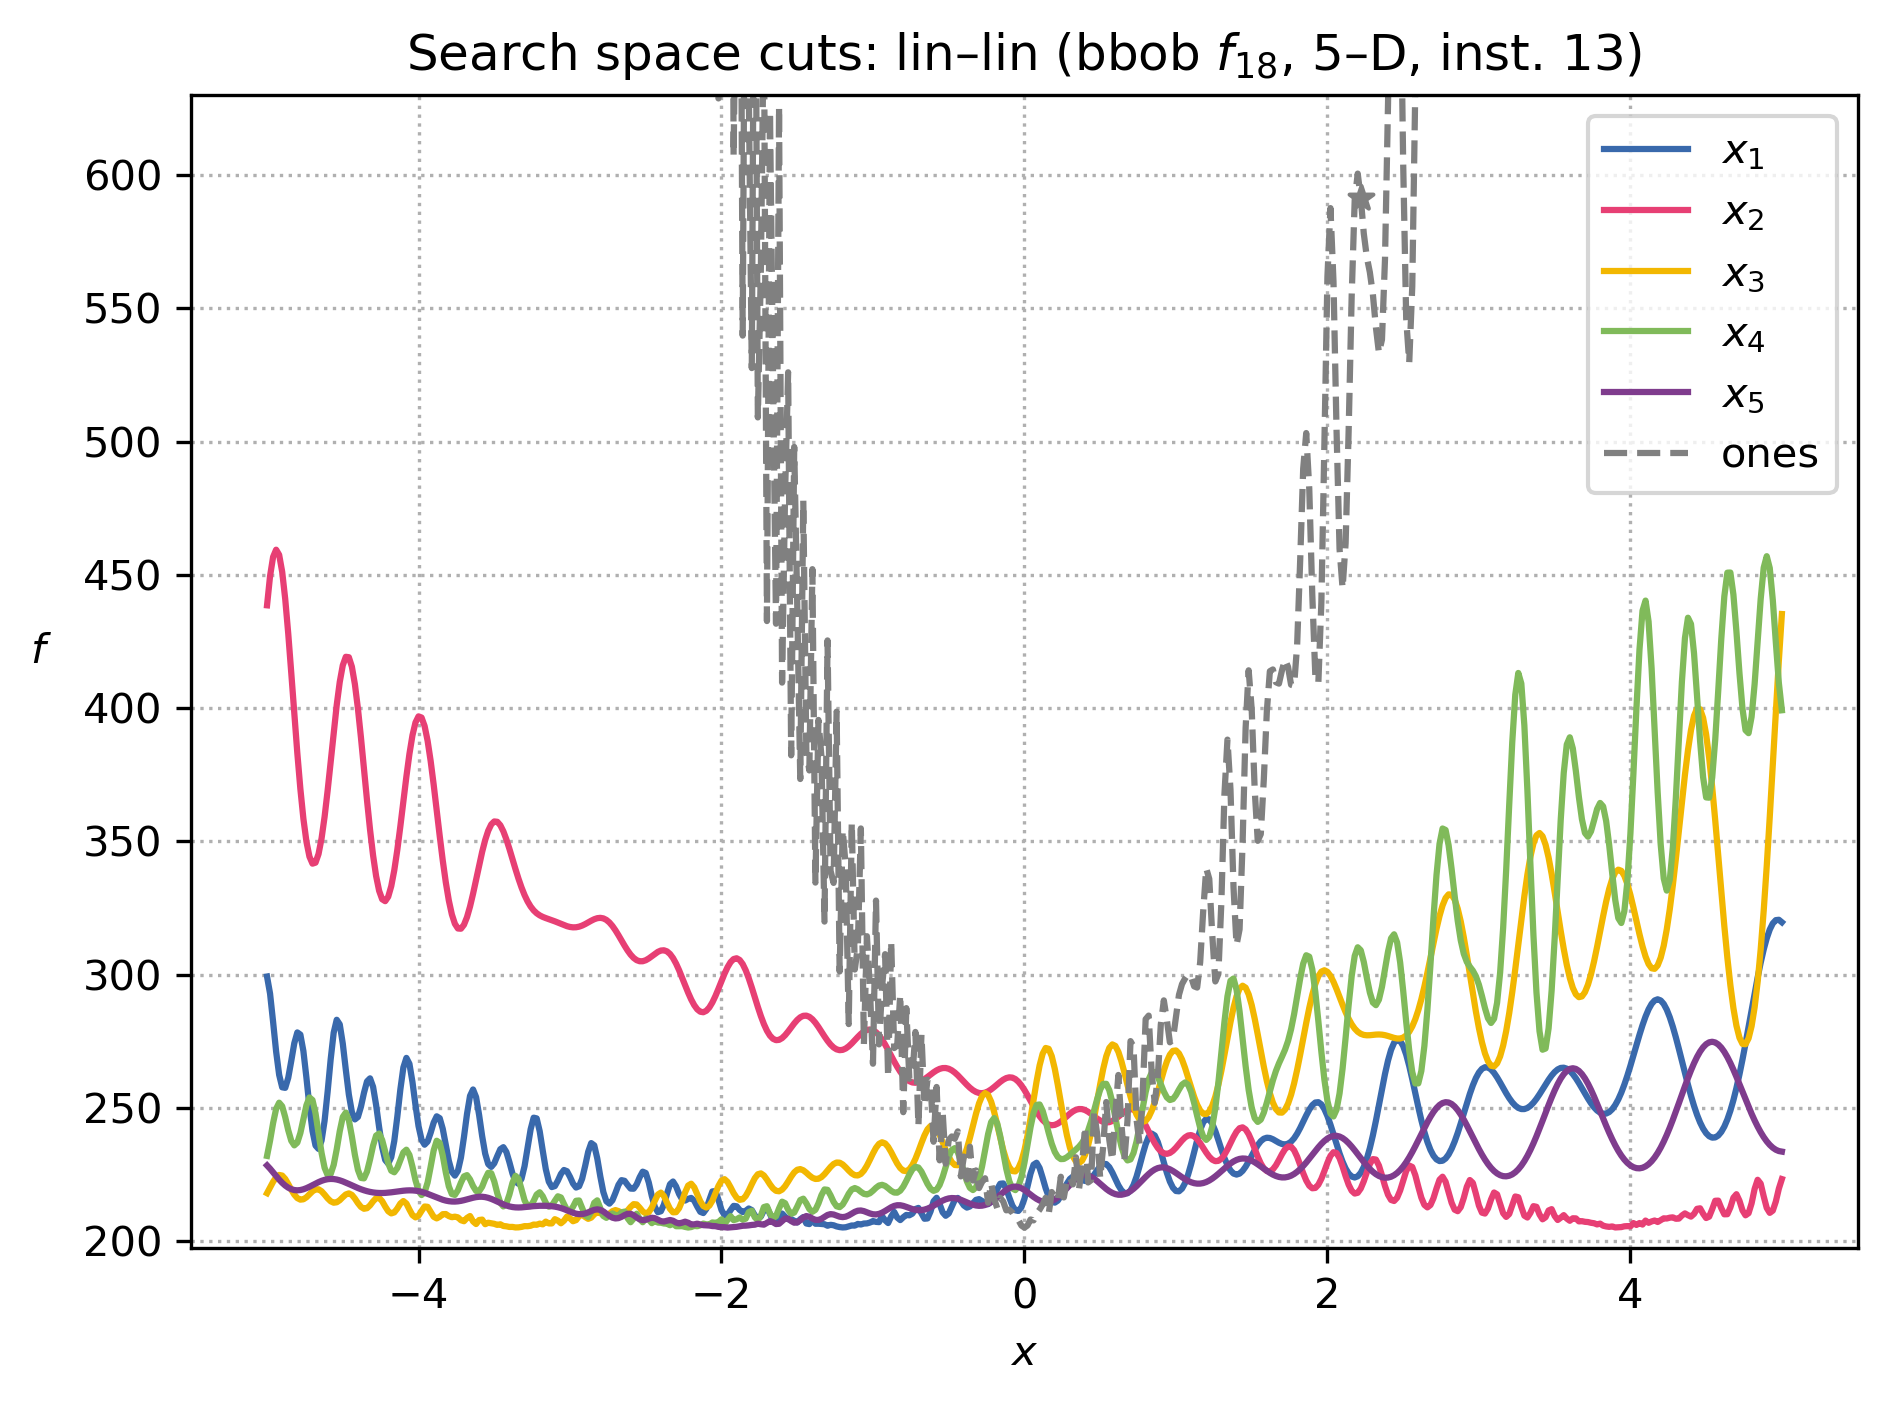 Search space cuts: lin–lin (bbob f₁₈, 5–D, inst. 13)
600
550
500
450
400
350
300
250
200
f
−4
−2
0
2
4
x
x₁
x₂
x₃
x₄
x₅
ones